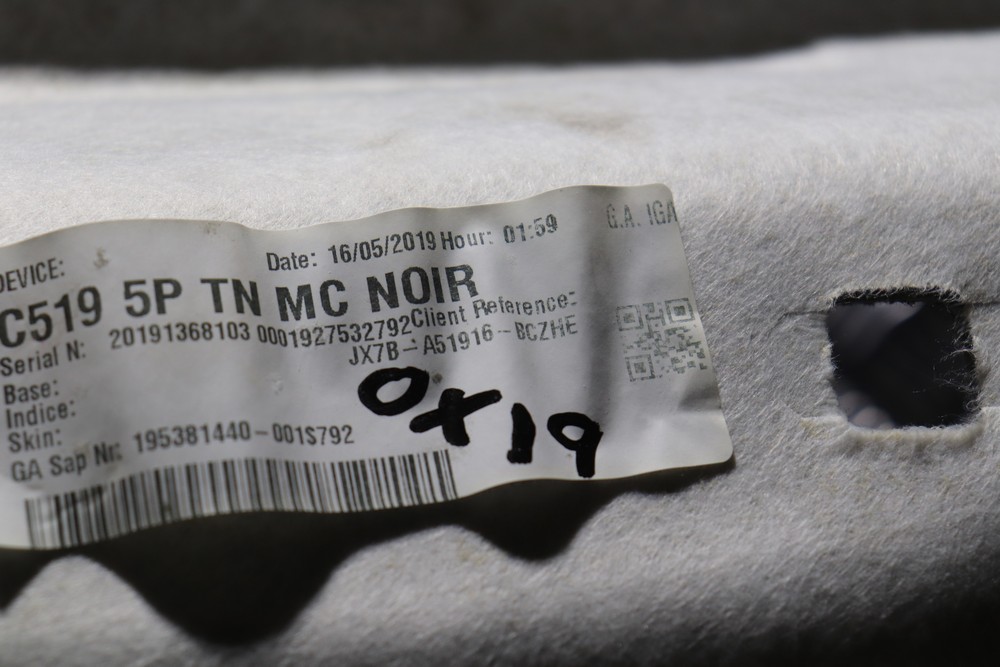 DEVICE:
Date: 16/05/2019 Hour: 01:59
G.A. IGA
C519 5P TN MC NOIR
Serial N: 20191368103 0001927532792 Client Reference:
JX7B-A51916-BCZHE
Base:
Indice:
Skin:
GA Sap Nr: 195381440-001S792
Ox19